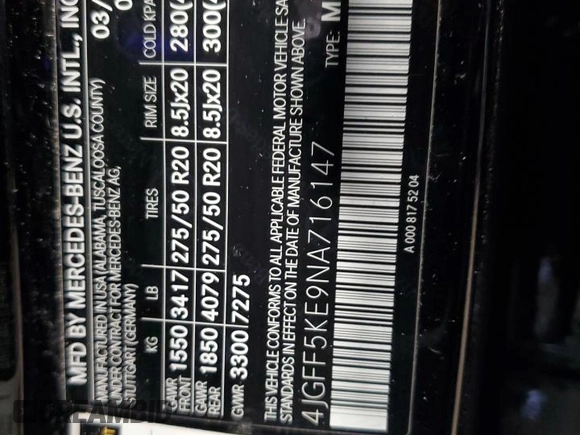 MFD BY MERCEDES-BENZ U.S. INTL., INC
MANUFACTURED IN USA (ALABAMA, TUSCALOOSA COUNTY)
UNDER CONTRACT FOR MERCEDES-BENZ AG,
STUTTGART (GERMANY)
03/
KG LB TIRES RIM SIZE COLD KPA
GAWR FRONT 1550 3417 275/50 R20 8.5Jx20 280(
GAWR REAR 1850 4079 275/50 R20 8.5Jx20 300(
GVWR 3300 7275
THIS VEHICLE CONFORMS TO ALL APPLICABLE FEDERAL MOTOR VEHICLE-SA
STANDARDS IN EFFECT ON THE DATE OF MANUFACTURE SHOWN ABOVE.
4JGFF5KE9NA716147
TYPE: M
A 000 817 52 04